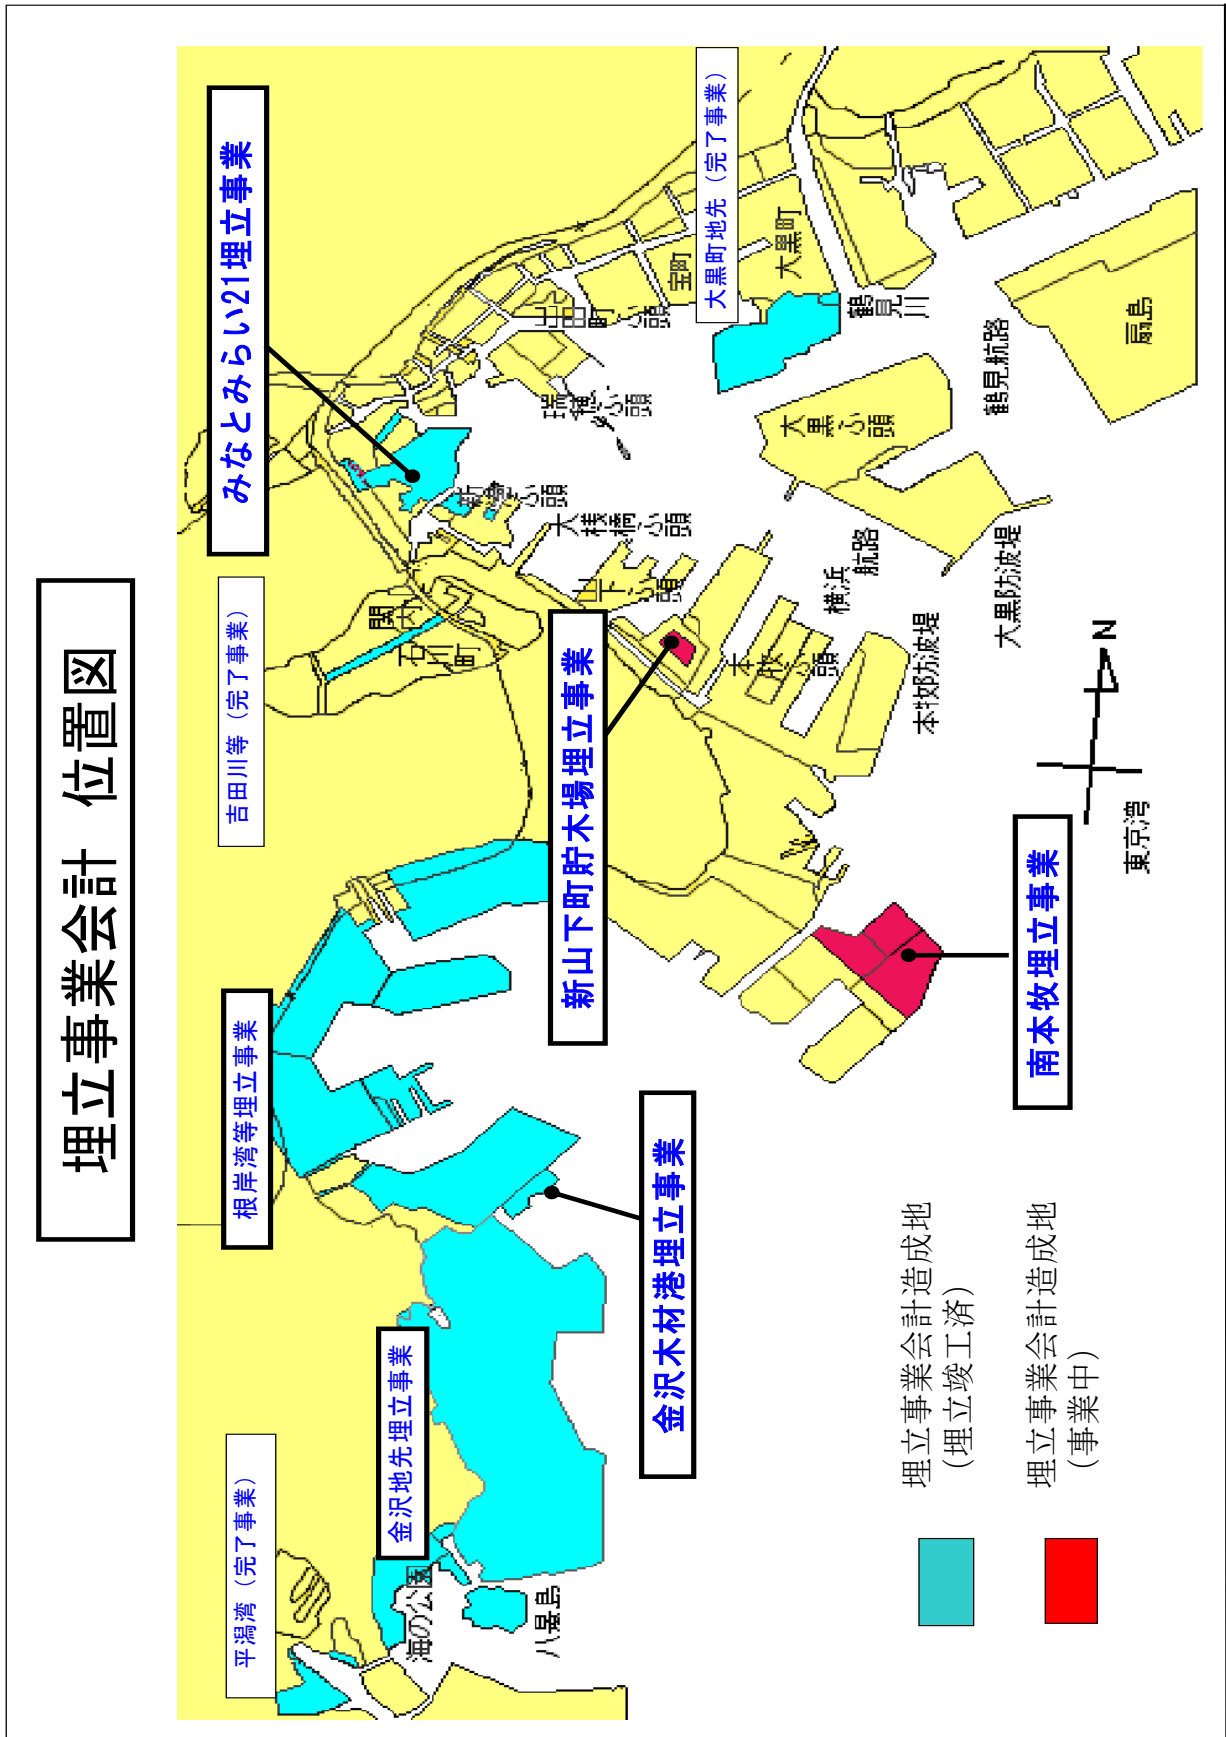 埋立事業会計 位置図
平潟湾 (完了事業)
吉田川等 (完了事業)
根岸湾等埋立事業
みなとみらい21埋立事業
金沢地先埋立事業
関内
石川町
海の公園
八景島
新港ふ頭
大桟橋ふ頭
山下ふ頭
出田町ふ頭
瑞穂ふ頭
宝町
大黒町地先 (完了事業)
大黒町
鶴見川
金沢木材港埋立事業
新山下町貯木場埋立事業
本牧ふ頭
大黒ふ頭
横浜
航路
本牧防波堤
大黒防波堤
鶴見航路
扇島
南本牧埋立事業
東京湾
N
埋立事業会計造成地
(埋立竣工済)
埋立事業会計造成地
(事業中)